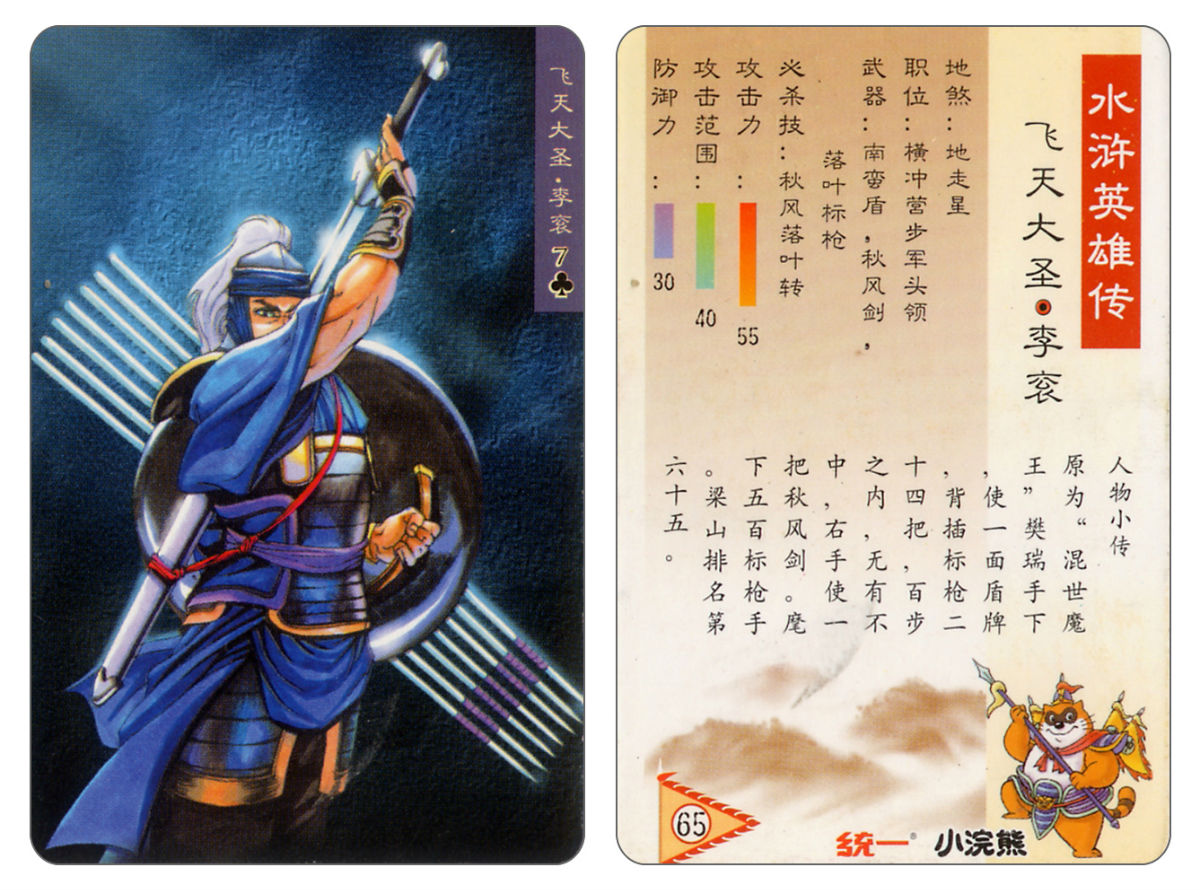 飞天大圣·李衮
7♣
水浒英雄传
飞天大圣·李衮
地煞：地走星
职位：横冲营步军头领
武器：南蛮盾，秋风剑，
落叶标枪
必杀技：秋风落叶转
攻击力：55
攻击范围：40
防御力：30
人物小传
原为“混世魔
王”樊瑞手下
，使一面盾牌
，背插标枪二
十四把，百步
之内，无有不
中，右手使一
把秋风剑。麾
下五百标枪手
。梁山排名第
六十五。
65
统一® 小浣熊